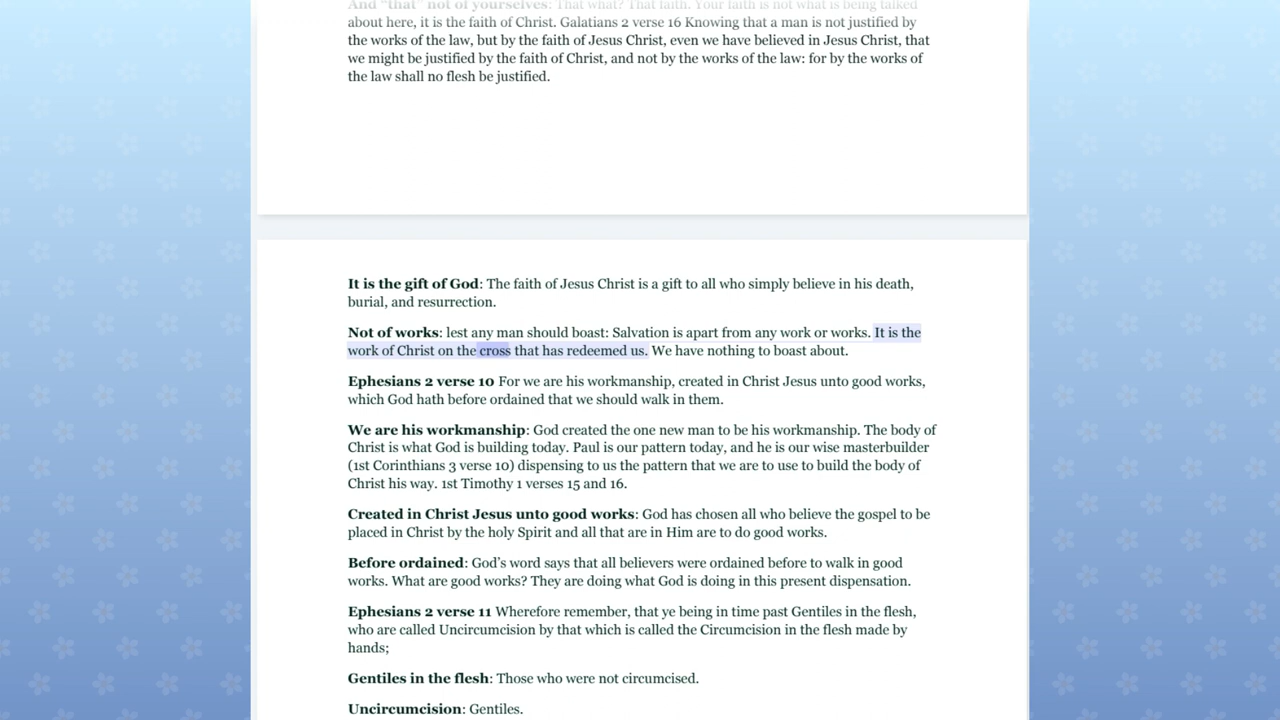 And “that” not of yourselves: That what? That faith. Your faith is not what is being talked
about here, it is the faith of Christ. Galatians 2 verse 16 Knowing that a man is not justified by
the works of the law, but by the faith of Jesus Christ, even we have believed in Jesus Christ, that
we might be justified by the faith of Christ, and not by the works of the law: for by the works of
the law shall no flesh be justified.
It is the gift of God: The faith of Jesus Christ is a gift to all who simply believe in his death,
burial, and resurrection.
Not of works: lest any man should boast: Salvation is apart from any work or works. It is the
work of Christ on the cross that has redeemed us. We have nothing to boast about.
Ephesians 2 verse 10 For we are his workmanship, created in Christ Jesus unto good works,
which God hath before ordained that we should walk in them.
We are his workmanship: God created the one new man to be his workmanship. The body of
Christ is what God is building today. Paul is our pattern today, and he is our wise masterbuilder
(1st Corinthians 3 verse 10) dispensing to us the pattern that we are to use to build the body of
Christ his way. 1st Timothy 1 verses 15 and 16.
Created in Christ Jesus unto good works: God has chosen all who believe the gospel to be
placed in Christ by the holy Spirit and all that are in Him are to do good works.
Before ordained: God’s word says that all believers were ordained before to walk in good
works. What are good works? They are doing what God is doing in this present dispensation.
Ephesians 2 verse 11 Wherefore remember, that ye being in time past Gentiles in the flesh,
who are called Uncircumcision by that which is called the Circumcision in the flesh made by
hands;
Gentiles in the flesh: Those who were not circumcised.
Uncircumcision: Gentiles.